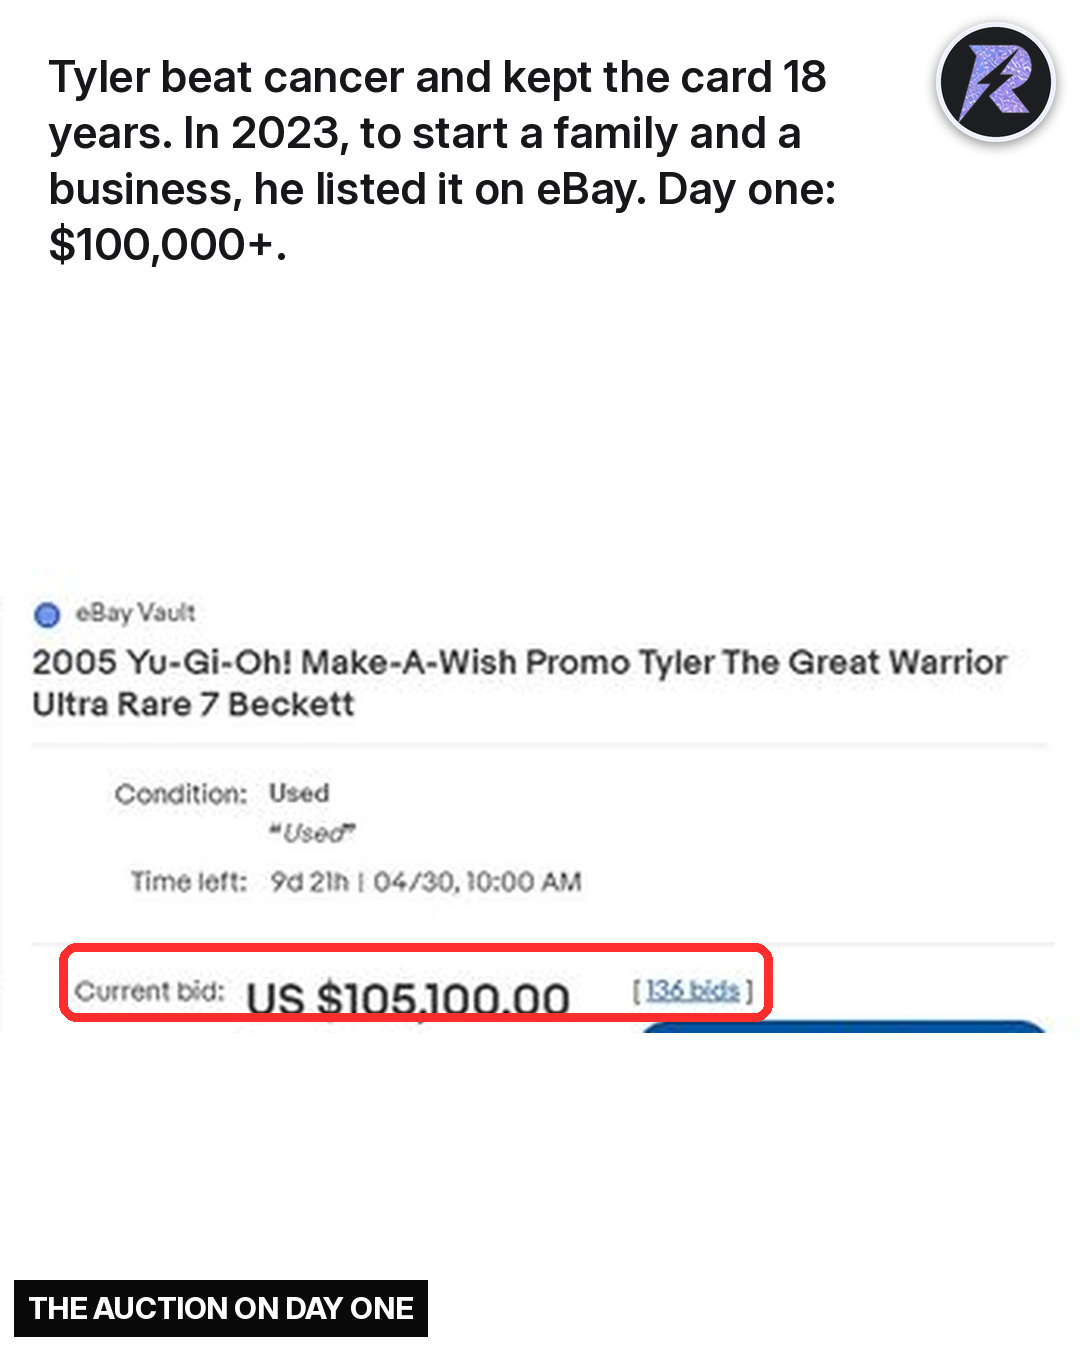 Tyler beat cancer and kept the card 18
years. In 2023, to start a family and a
business, he listed it on eBay. Day one:
$100,000+.
R
eBay Vault
2005 Yu-Gi-Oh! Make-A-Wish Promo Tyler The Great Warrior
Ultra Rare 7 Beckett
Condition: Used
“Used”
Time left: 9d 21h | 04/30, 10:00 AM
Current bid: US $105,100.00 [ 136 bids ]
THE AUCTION ON DAY ONE